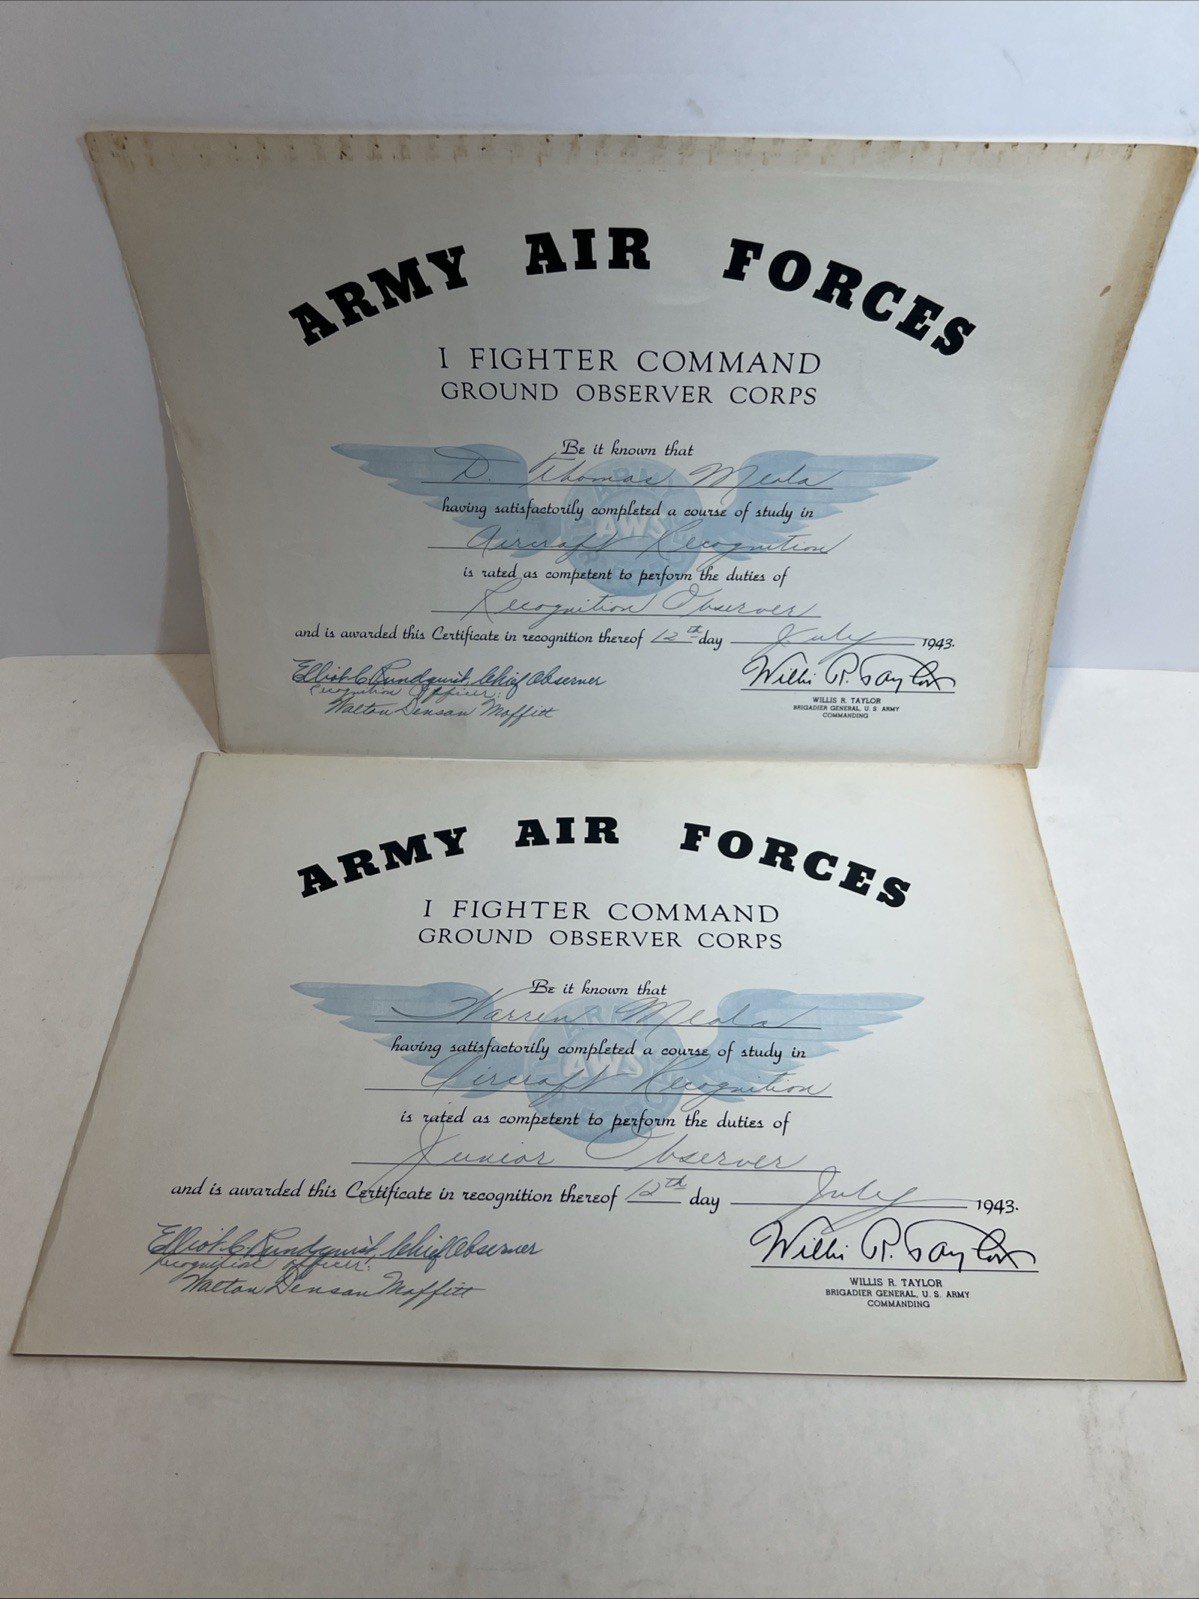 ARMY AIR FORCES
I FIGHTER COMMAND
GROUND OBSERVER CORPS
Be it known that
D. Thomas Meola
having satisfactorily completed a course of study in
AWS
Aircraft Recognition
is rated as competent to perform the duties of
Recognition Observer
and is awarded this Certificate in recognition thereof 12th day July 1943.
Elliot C. Rundquist, Chief Observer
Recognition Officer:
Walton Denson Moffitt
Willis R. Taylor
WILLIS R. TAYLOR
BRIGADIER GENERAL, U. S. ARMY
COMMANDING
ARMY AIR FORCES
I FIGHTER COMMAND
GROUND OBSERVER CORPS
Be it known that
Warren Meola
having satisfactorily completed a course of study in
AWS
Aircraft Recognition
is rated as competent to perform the duties of
Junior Observer
and is awarded this Certificate in recognition thereof 12th day July 1943.
Elliot C. Rundquist, Chief Observer
Recognition Officer:
Walton Denson Moffitt
Willis R. Taylor
WILLIS R. TAYLOR
BRIGADIER GENERAL, U. S. ARMY
COMMANDING